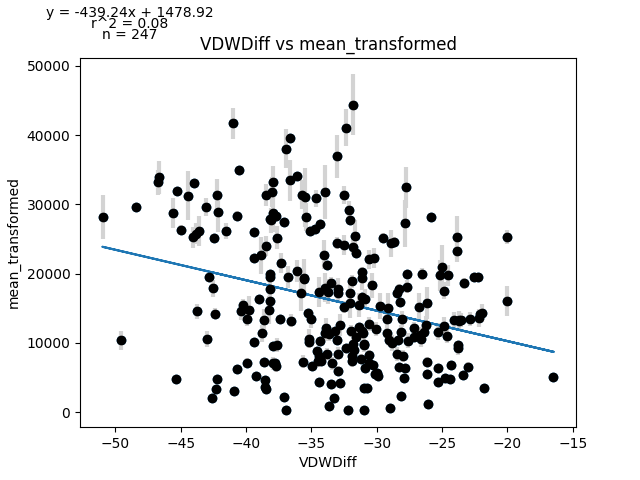 y = -439.24x + 1478.92
r^2 = 0.08
n = 247
VDWDiff vs mean_transformed
50000
40000
30000
20000
10000
0
mean_transformed
−50 −45 −40 −35 −30 −25 −20 −15
VDWDiff